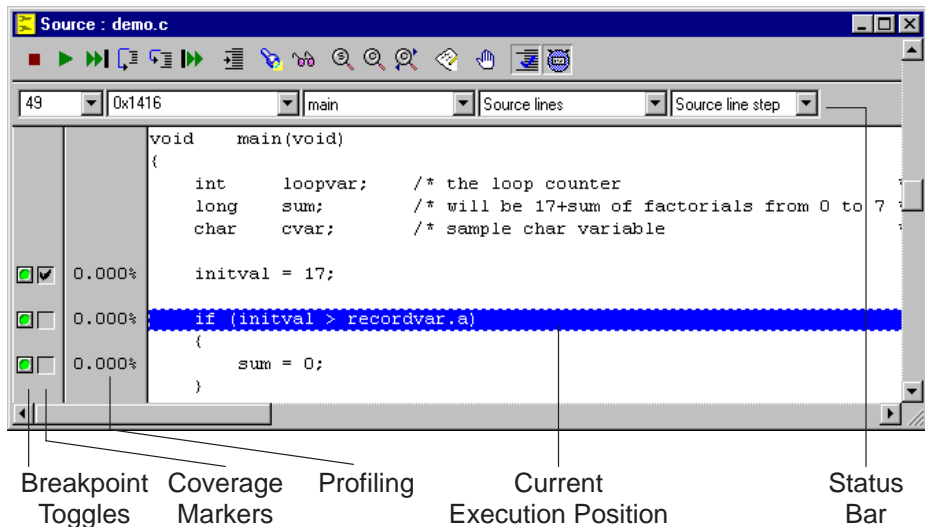 Source : demo.c
49 0x1416 main Source lines Source line step
void main(void)
{
int loopvar; /* the loop counter
long sum; /* will be 17+sum of factorials from 0 to 7 *
char cvar; /* sample char variable
0.000% initval = 17;
0.000% if (initval > recordvar.a)
{
0.000% sum = 0;
}
Breakpoint Toggles
Coverage Markers
Profiling
Current Execution Position
Status Bar